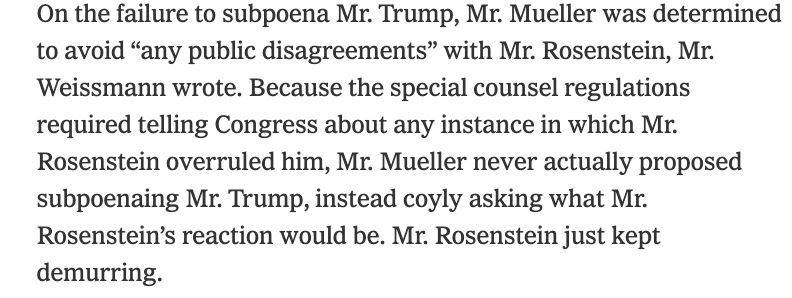 On the failure to subpoena Mr. Trump, Mr. Mueller was determined
to avoid “any public disagreements” with Mr. Rosenstein, Mr.
Weissmann wrote. Because the special counsel regulations
required telling Congress about any instance in which Mr.
Rosenstein overruled him, Mr. Mueller never actually proposed
subpoenaing Mr. Trump, instead coyly asking what Mr.
Rosenstein’s reaction would be. Mr. Rosenstein just kept
demurring.